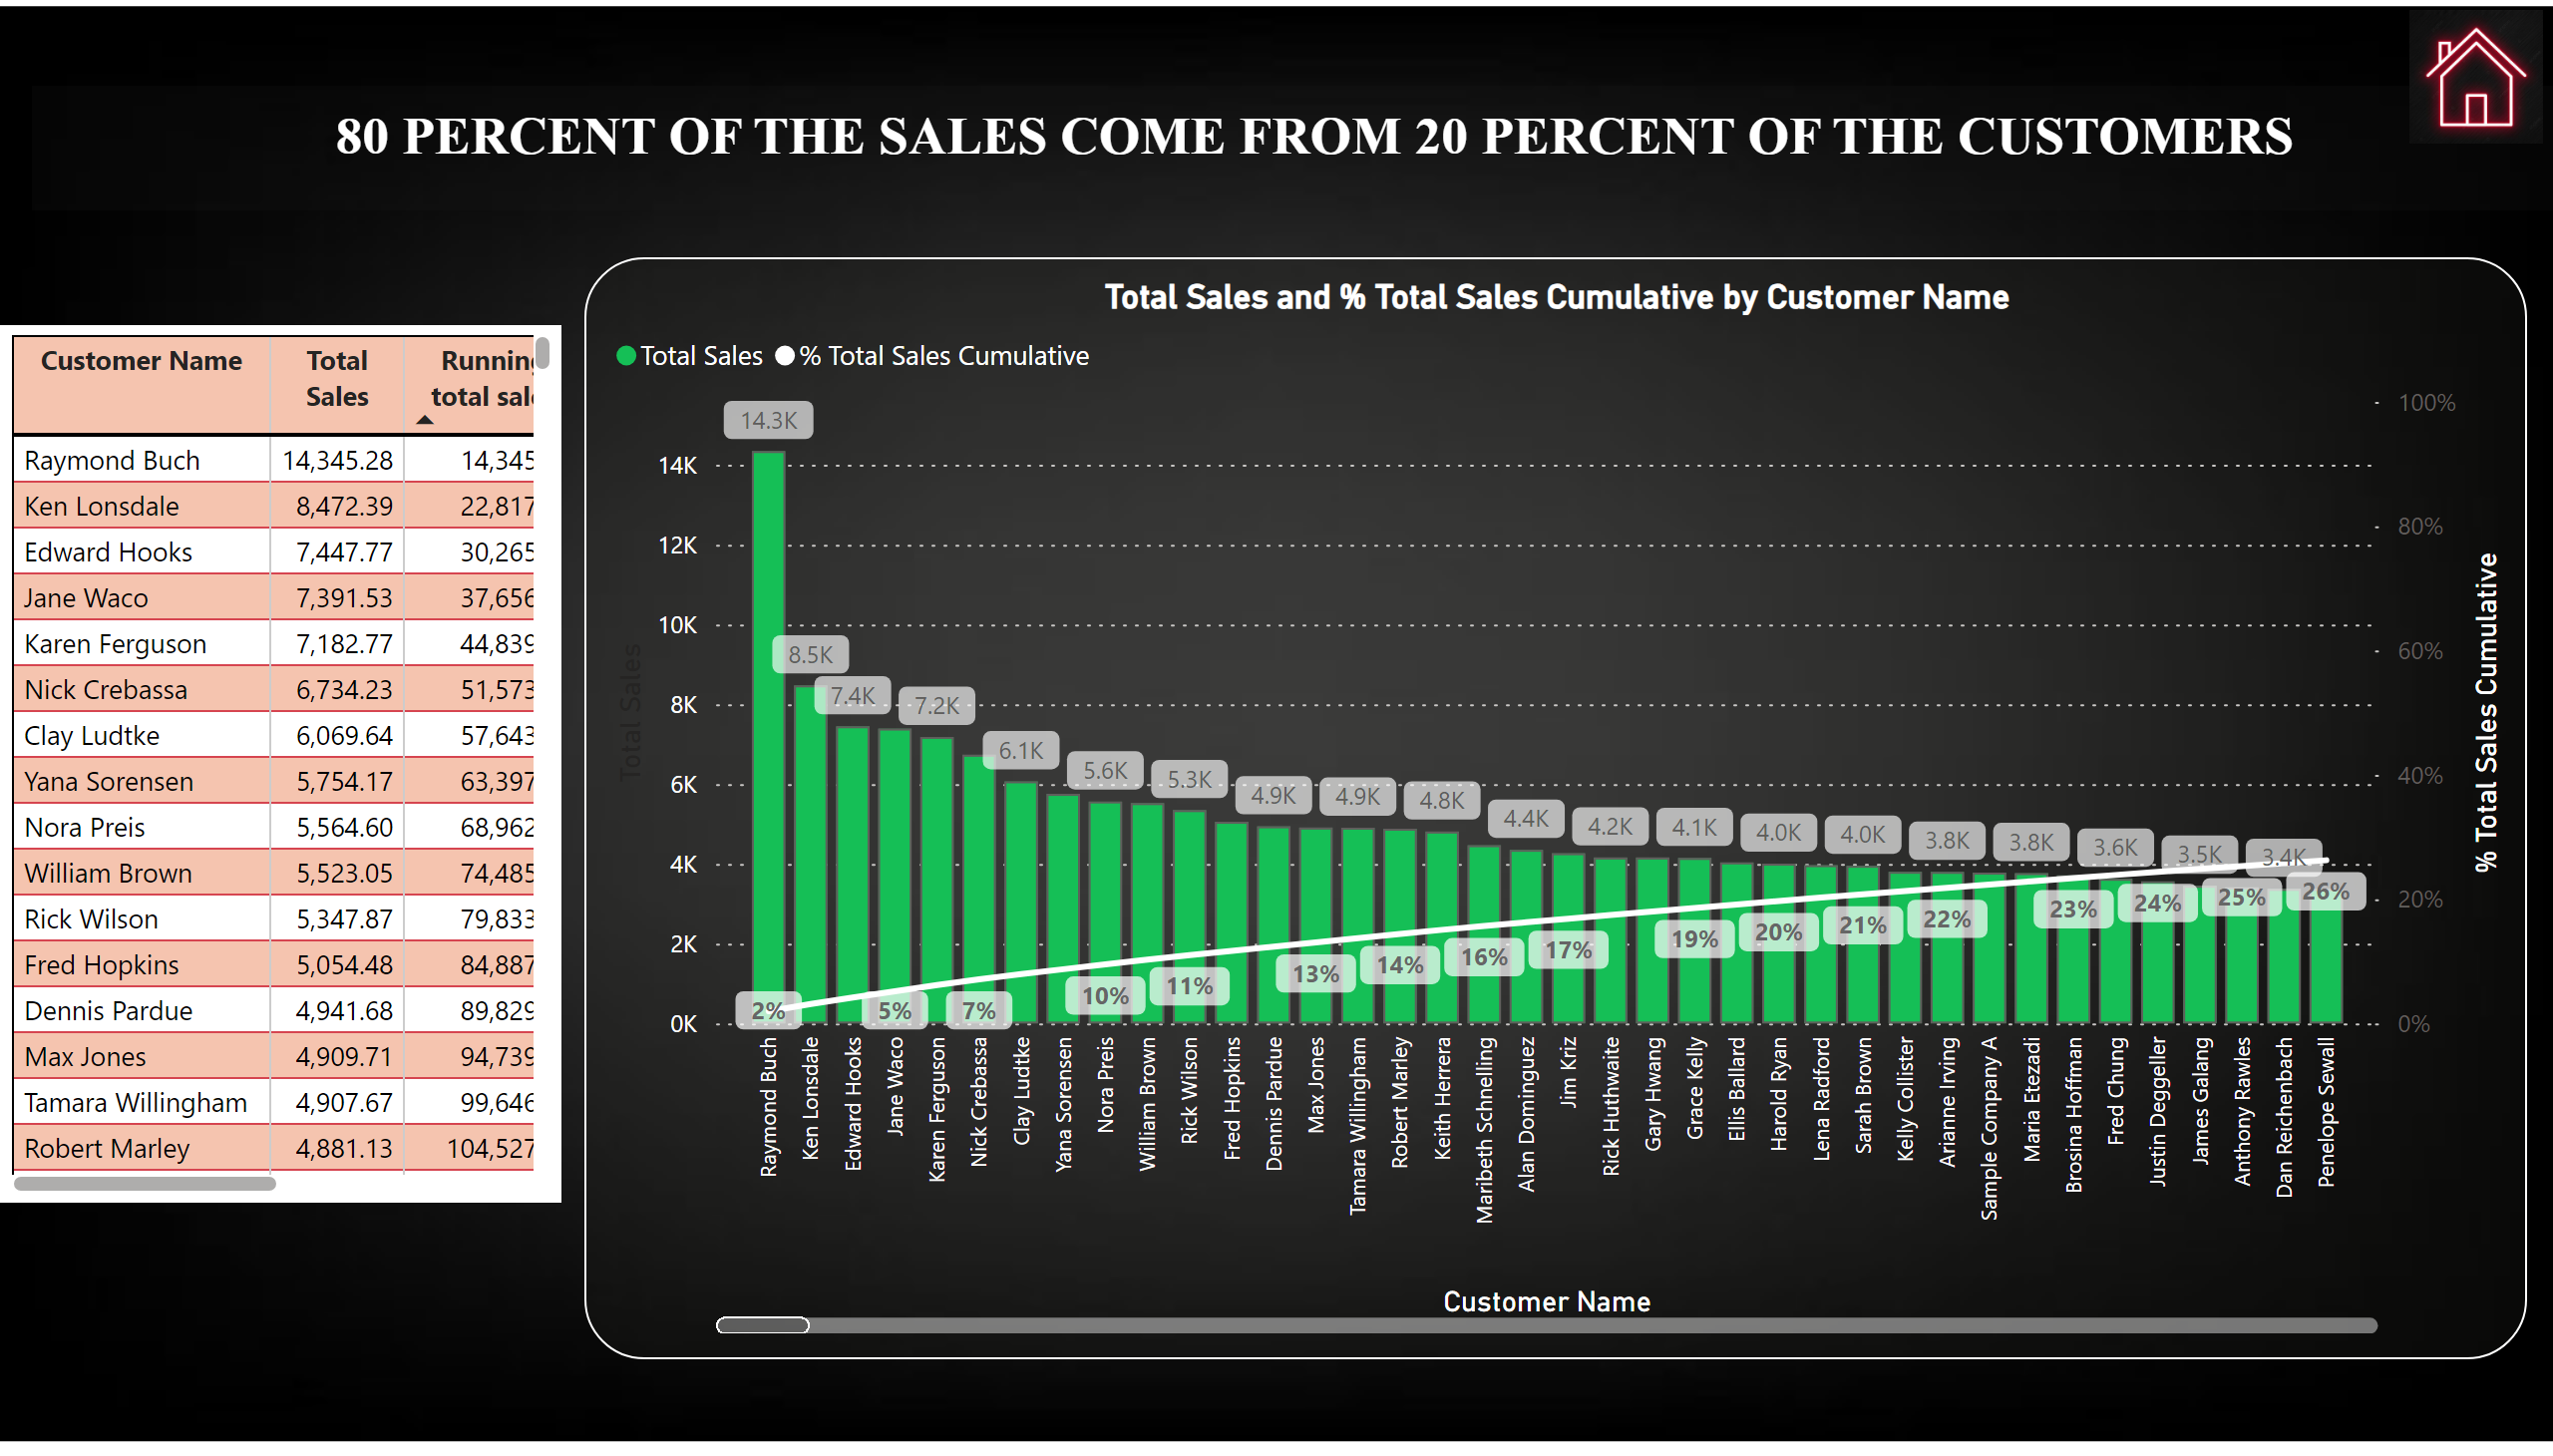 80 PERCENT OF THE SALES COME FROM 20 PERCENT OF THE CUSTOMERS
Customer Name Total Sales Running total sal
Raymond Buch 14,345.28 14,345
Ken Lonsdale 8,472.39 22,817
Edward Hooks 7,447.77 30,265
Jane Waco 7,391.53 37,656
Karen Ferguson 7,182.77 44,839
Nick Crebassa 6,734.23 51,573
Clay Ludtke 6,069.64 57,643
Yana Sorensen 5,754.17 63,397
Nora Preis 5,564.60 68,962
William Brown 5,523.05 74,485
Rick Wilson 5,347.87 79,833
Fred Hopkins 5,054.48 84,887
Dennis Pardue 4,941.68 89,829
Max Jones 4,909.71 94,739
Tamara Willingham 4,907.67 99,646
Robert Marley 4,881.13 104,527
Total Sales and % Total Sales Cumulative by Customer Name
Total Sales % Total Sales Cumulative
Total Sales
14K
12K
10K
8K
6K
4K
2K
0K
14.3K
8.5K
7.4K
7.2K
6.1K
5.6K
5.3K
4.9K
4.9K
4.8K
4.4K
4.2K
4.1K
4.0K
4.0K
3.8K
3.8K
3.6K
3.5K
3.4K
2%
5%
7%
10%
11%
13%
14%
16%
17%
19%
20%
21%
22%
23%
24%
25%
26%
100%
80%
60%
40%
20%
0%
% Total Sales Cumulative
Raymond Buch
Ken Lonsdale
Edward Hooks
Jane Waco
Karen Ferguson
Nick Crebassa
Clay Ludtke
Yana Sorensen
Nora Preis
William Brown
Rick Wilson
Fred Hopkins
Dennis Pardue
Max Jones
Tamara Willingham
Robert Marley
Keith Herrera
Maribeth Schnelling
Alan Dominguez
Jim Kriz
Rick Huthwaite
Gary Hwang
Grace Kelly
Ellis Ballard
Harold Ryan
Lena Radford
Sarah Brown
Kelly Collister
Arianne Irving
Sample Company A
Maria Etezadi
Brosina Hoffman
Fred Chung
Justin Deggeller
James Galang
Anthony Rawles
Dan Reichenbach
Penelope Sewall
Customer Name